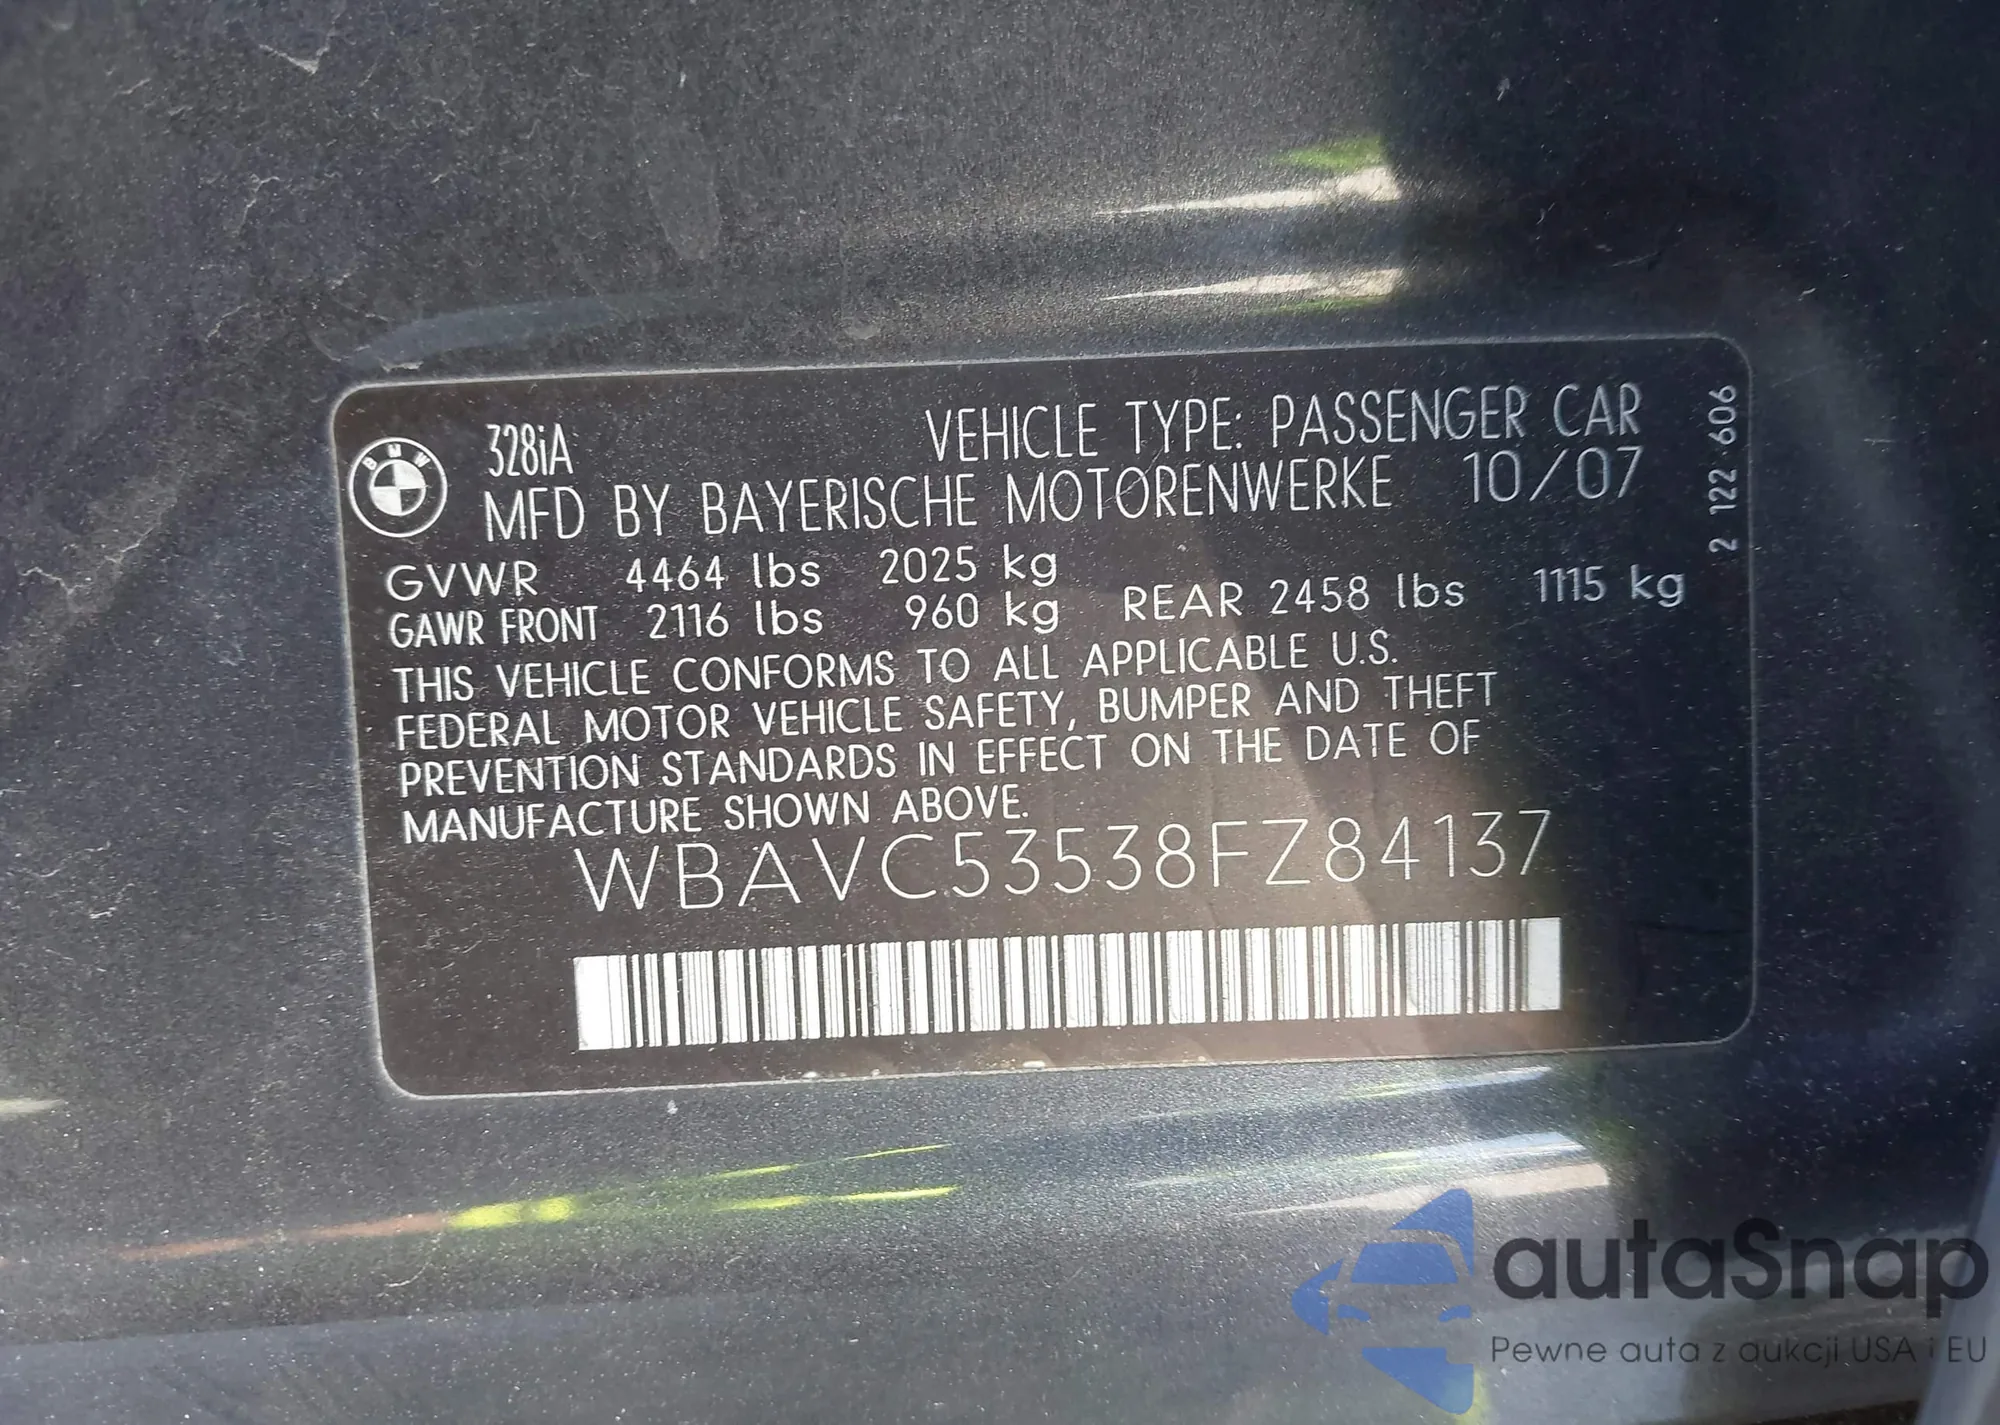 BMW
328iA VEHICLE TYPE: PASSENGER CAR
MFD BY BAYERISCHE MOTORENWERKE 10/07
GVWR 4464 lbs 2025 kg
GAWR FRONT 2116 lbs 960 kg REAR 2458 lbs 1115 kg
THIS VEHICLE CONFORMS TO ALL APPLICABLE U.S.
FEDERAL MOTOR VEHICLE SAFETY, BUMPER AND THEFT
PREVENTION STANDARDS IN EFFECT ON THE DATE OF
MANUFACTURE SHOWN ABOVE.
WBAVC53538FZ84137
2 122 606
autaSnap
Pewne auta z aukcji USA i EU